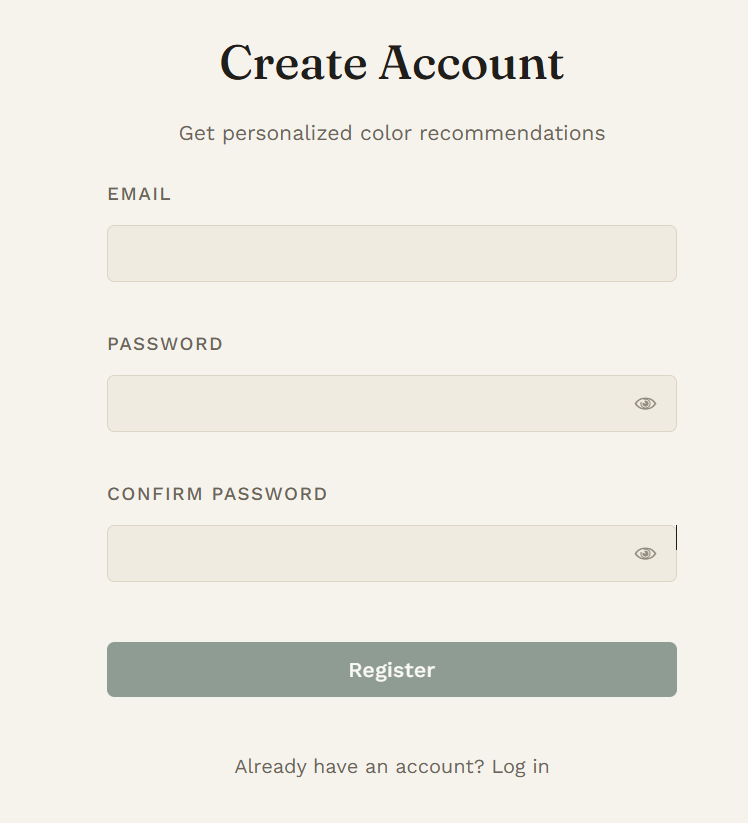 Create Account
Get personalized color recommendations
EMAIL
PASSWORD
CONFIRM PASSWORD
Register
Already have an account? Log in